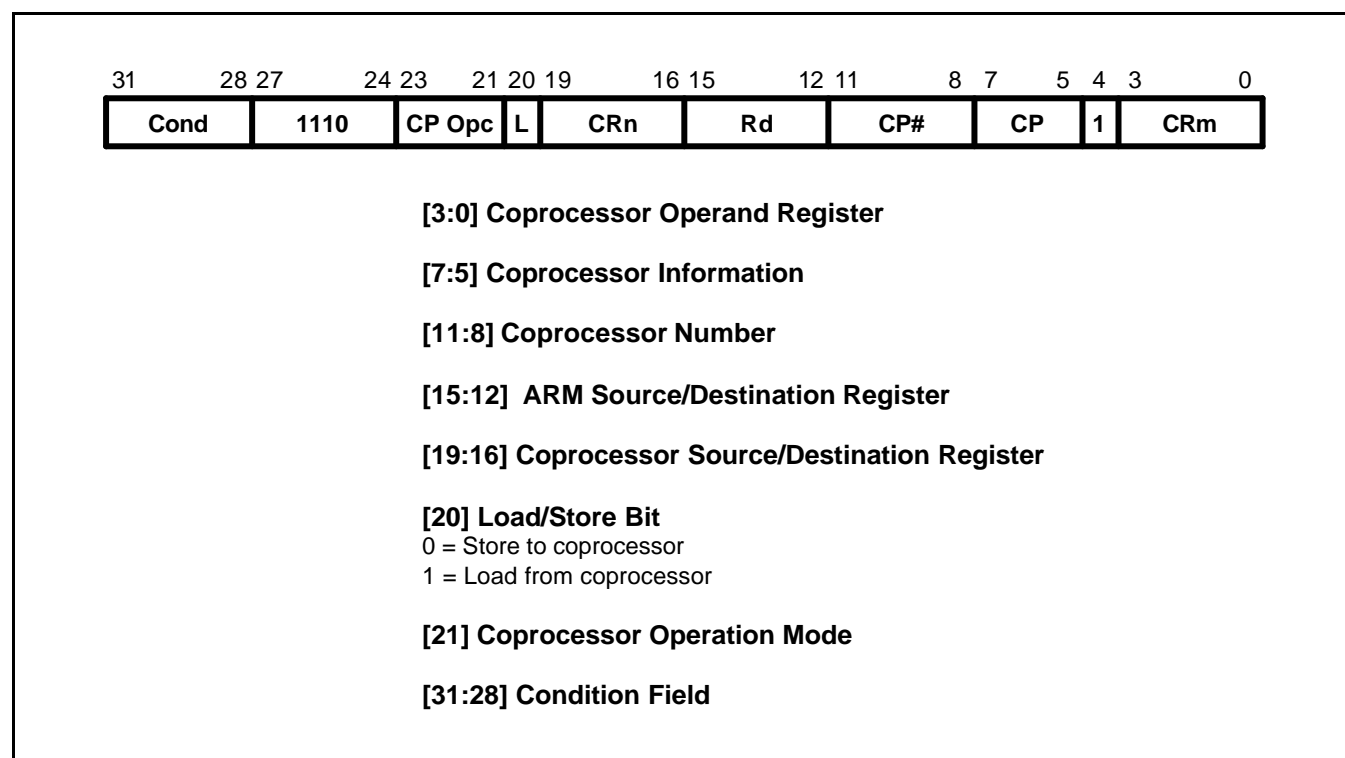 31 28 27 24 23 21 20 19 16 15 12 11 8 7 5 4 3 0
Cond 1110 CP Opc L CRn Rd CP# CP 1 CRm
[3:0] Coprocessor Operand Register
[7:5] Coprocessor Information
[11:8] Coprocessor Number
[15:12] ARM Source/Destination Register
[19:16] Coprocessor Source/Destination Register
[20] Load/Store Bit
0 = Store to coprocessor
1 = Load from coprocessor
[21] Coprocessor Operation Mode
[31:28] Condition Field